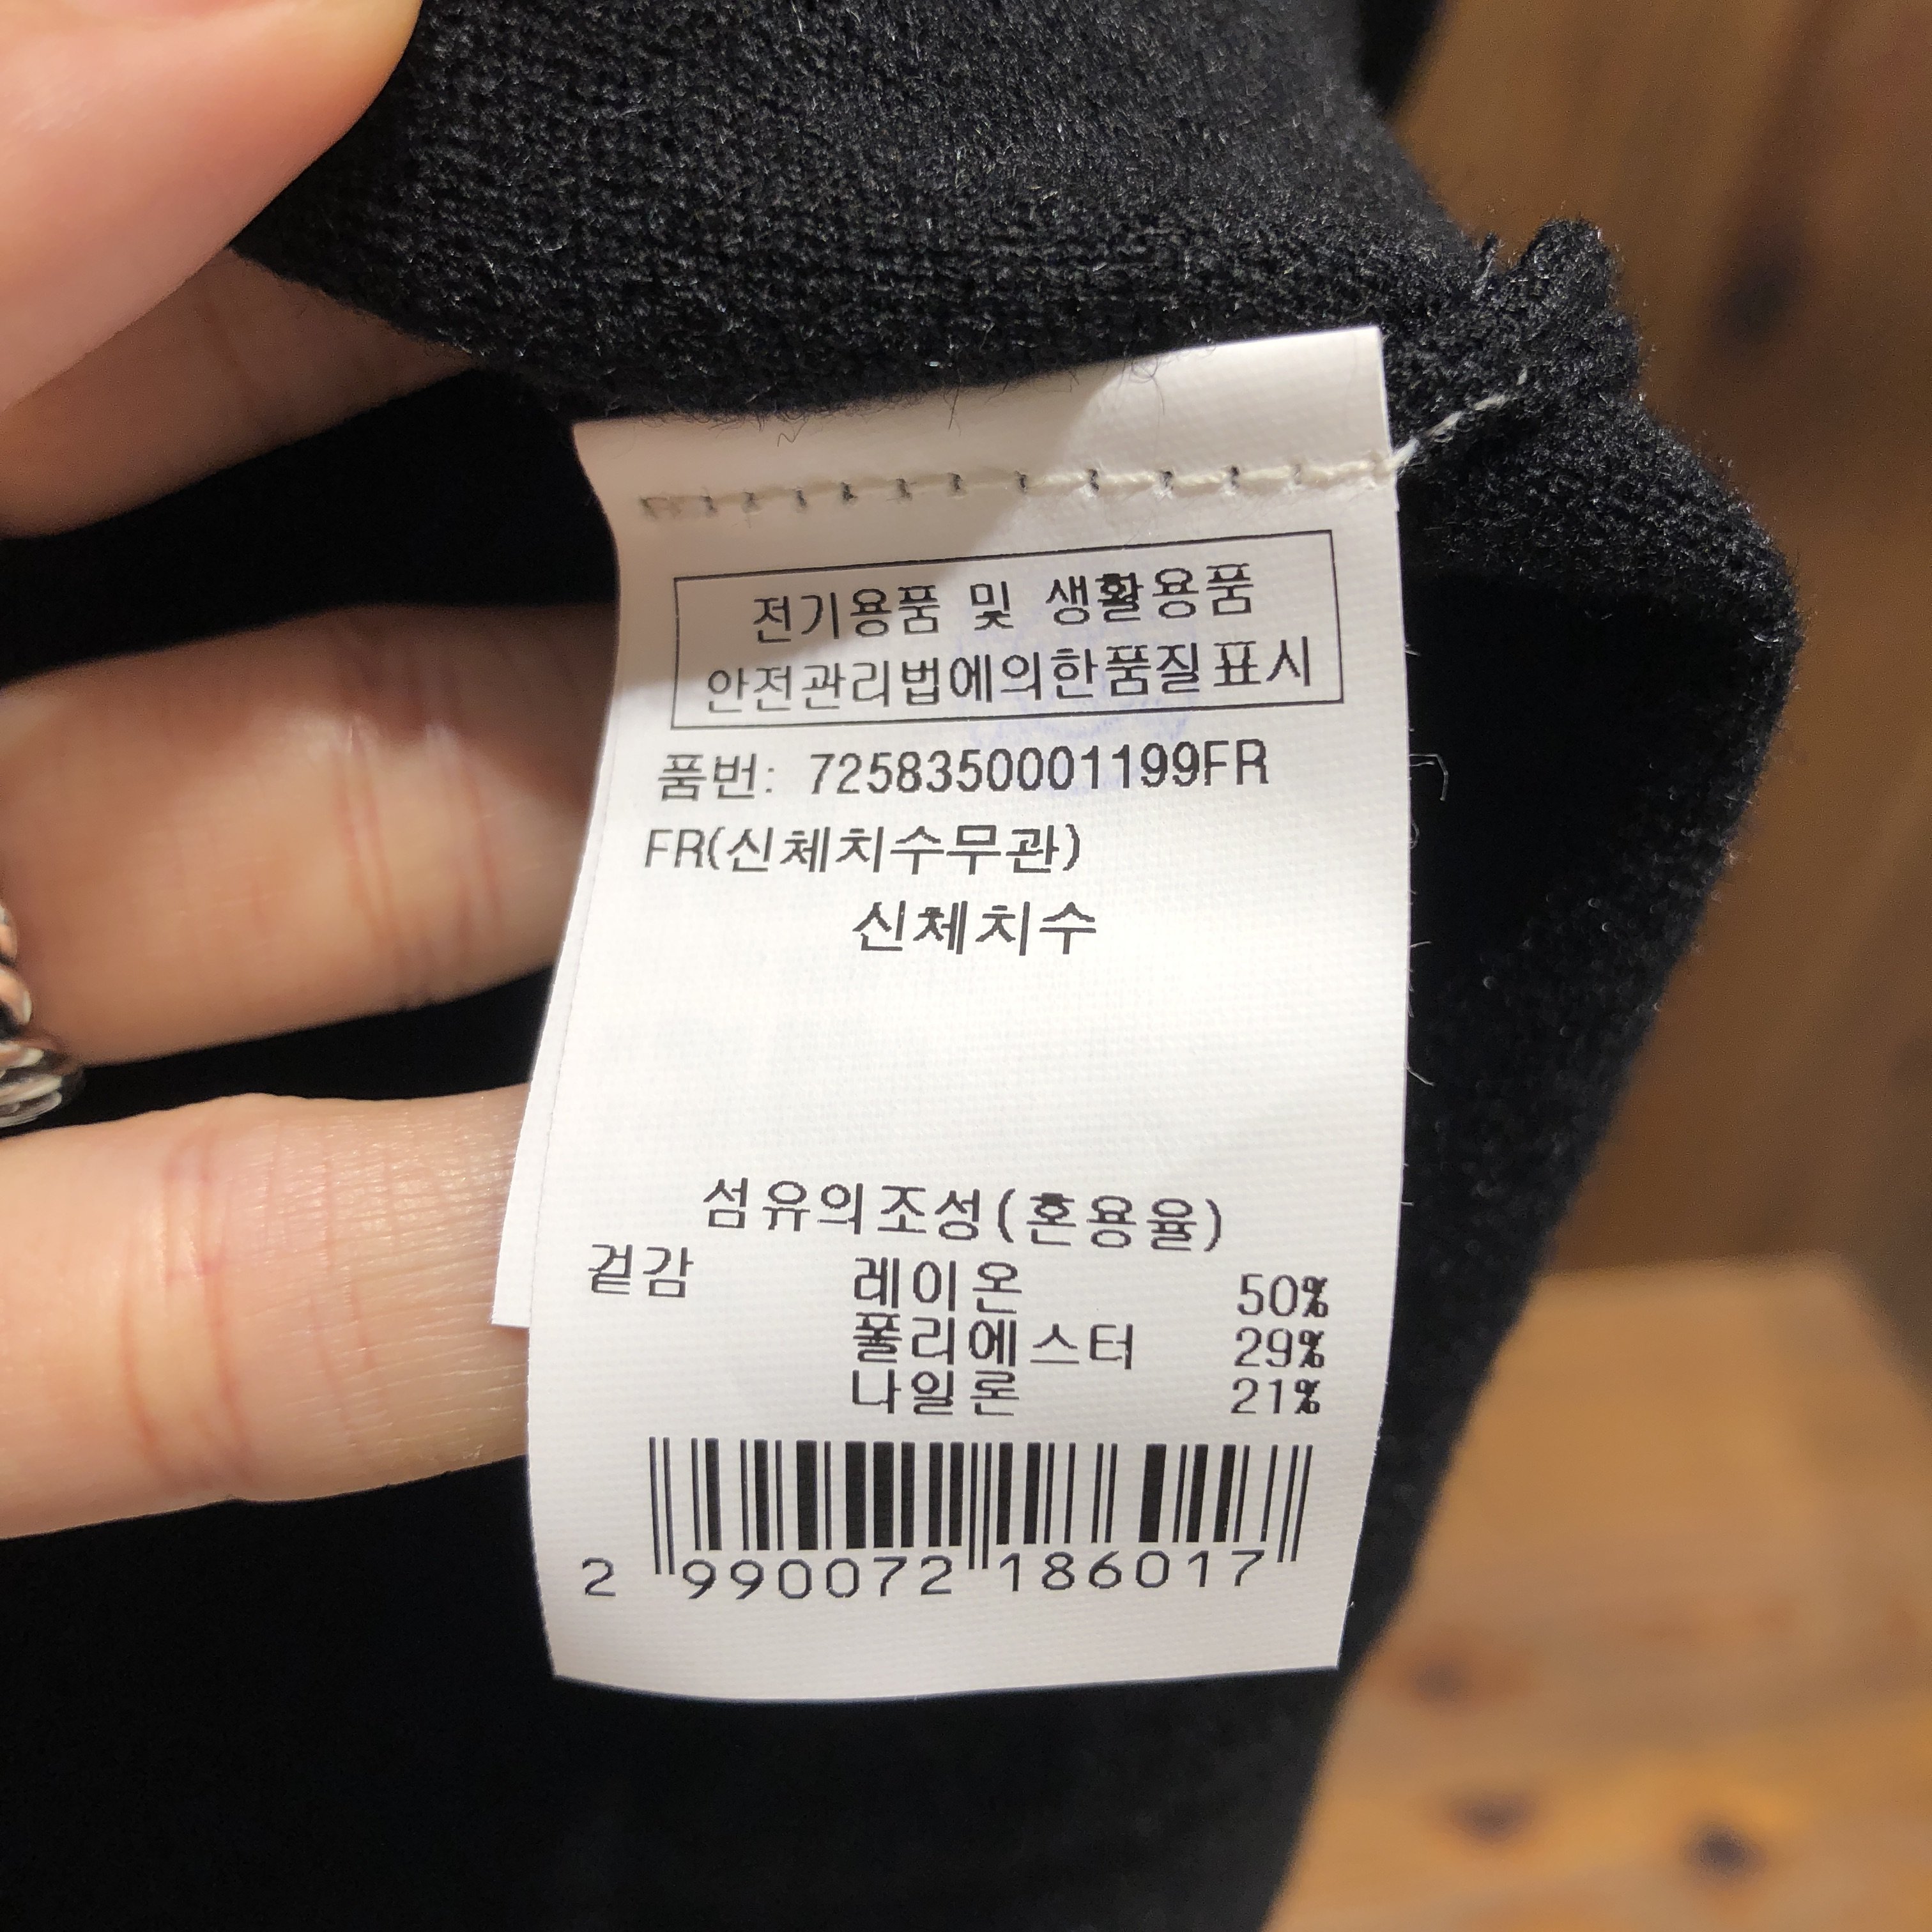 전기용품 및 생활용품
안전관리법에의한품질표시
품번: 7258350001199FR
FR(신체치수무관)
신체치수
섬유의조성(혼용율)
겉감 레이온 50%
폴리에스터 29%
나일론 21%
2 990072 186017